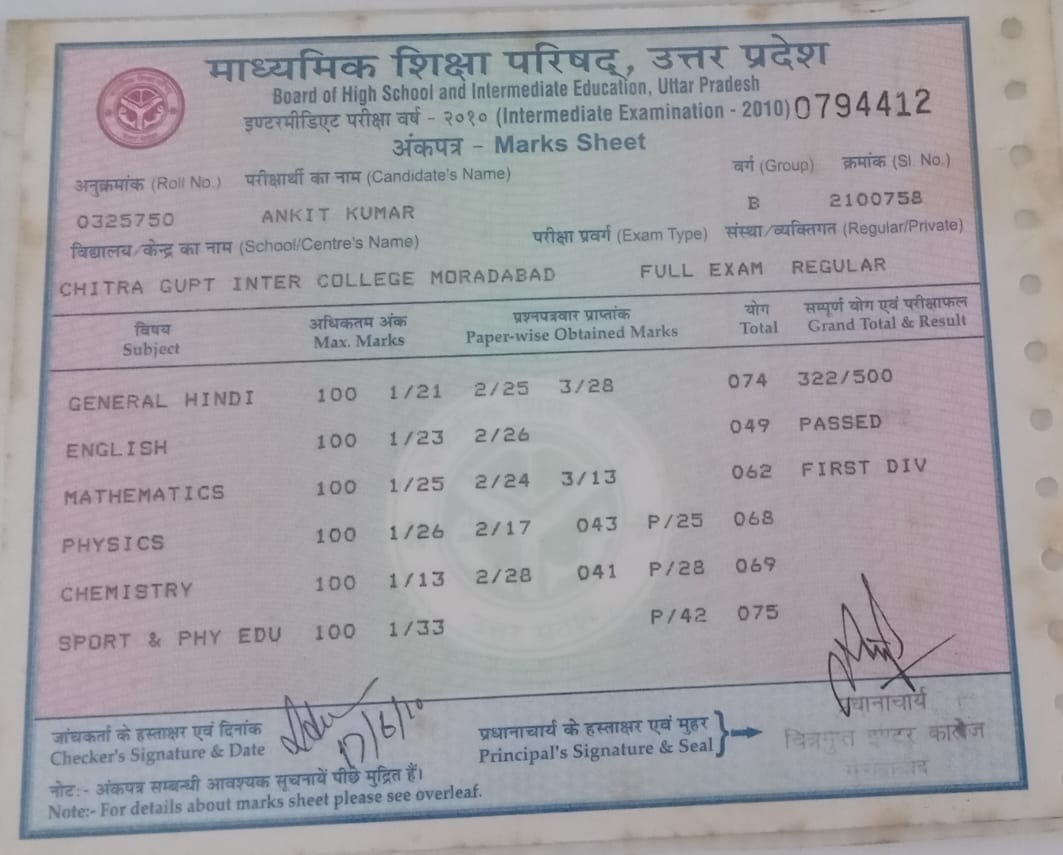 माध्यमिक शिक्षा परिषद्, उत्तर प्रदेश
Board of High School and Intermediate Education, Uttar Pradesh
इण्टरमीडिएट परीक्षा वर्ष - २०१० (Intermediate Examination - 2010) 0794412
अंकपत्र - Marks Sheet
अनुक्रमांक (Roll No.) परीक्षार्थी का नाम (Candidate's Name) वर्ग (Group) क्रमांक (Sl. No.)
0325750 ANKIT KUMAR B 2100758
विद्यालय/केन्द्र का नाम (School/Centre's Name) परीक्षा प्रवर्ग (Exam Type) संस्था/व्यक्तिगत (Regular/Private)
CHITRA GUPT INTER COLLEGE MORADABAD FULL EXAM REGULAR
विषय अधिकतम अंक प्रश्नपत्रवार प्राप्तांक योग सम्पूर्ण योग एवं परीक्षाफल
Subject Max. Marks Paper-wise Obtained Marks Total Grand Total & Result
GENERAL HINDI 100 1/21 2/25 3/28 074 322/500
ENGLISH 100 1/23 2/26 049 PASSED
MATHEMATICS 100 1/25 2/24 3/13 062 FIRST DIV
PHYSICS 100 1/26 2/17 043 P/25 068
CHEMISTRY 100 1/13 2/28 041 P/28 069
SPORT & PHY EDU 100 1/33 P/42 075
प्रधानाचार्य
जांचकर्ता के हस्ताक्षर एवं दिनांक 17/6/10 प्रधानाचार्य के हस्ताक्षर एवं मुहर चित्रगुप्त इण्टर कालेज
Checker's Signature & Date Principal's Signature & Seal
नोट:- अंकपत्र सम्बन्धी आवश्यक सूचनायें पीछे मुद्रित हैं।
Note:- For details about marks sheet please see overleaf.